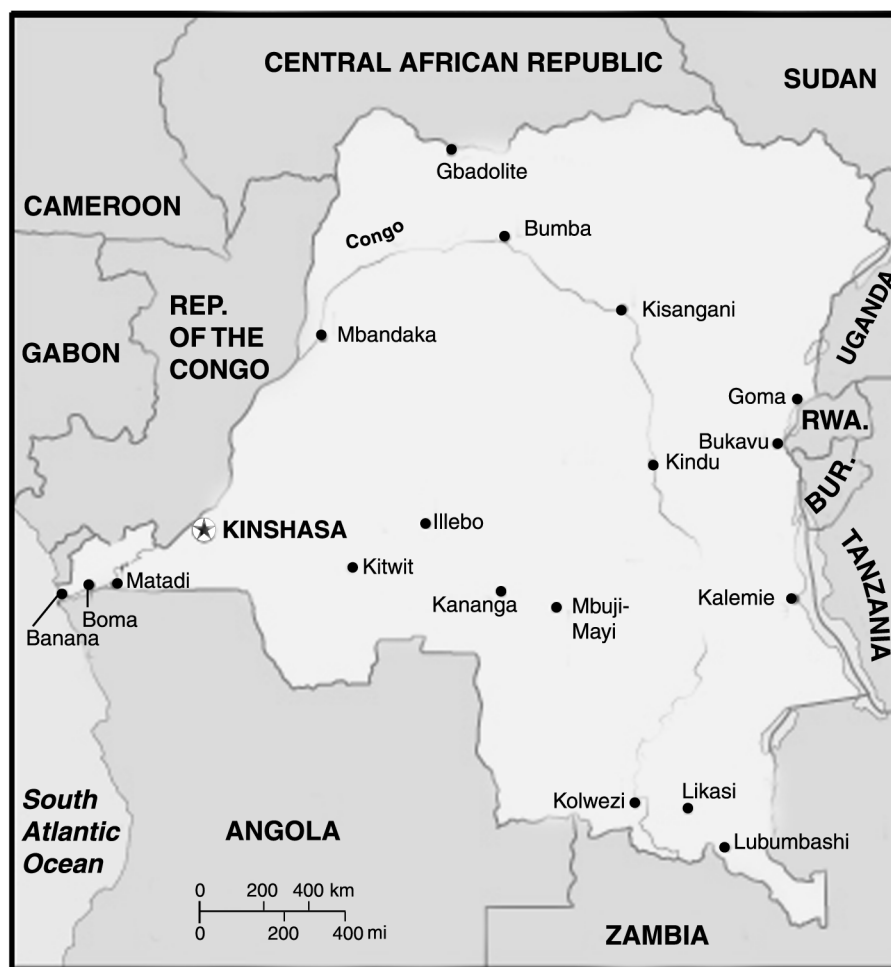 CENTRAL AFRICAN REPUBLIC
SUDAN
Gbadolite
CAMEROON
Congo
Bumba
REP.
OF THE
CONGO
Kisangani
UGANDA
GABON
Mbandaka
Goma
RWA.
Bukavu
BUR.
Kindu
KINSHASA
Illebo
TANZANIA
Kitwit
Matadi
Boma
Banana
Kananga
Mbuji-
Mayi
Kalemie
South
Atlantic
Ocean
ANGOLA
Kolwezi
Likasi
Lubumbashi
0 200 400 km
0 200 400 mi
ZAMBIA